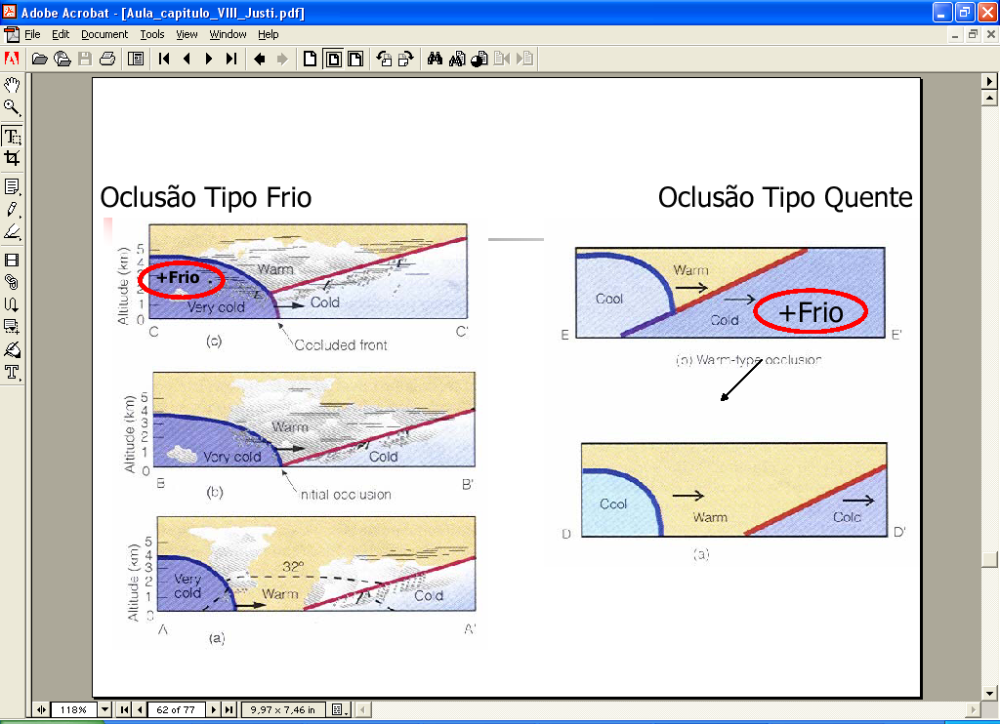 Adobe Acrobat - [Aula_capitulo_VIII_Justi.pdf]
File Edit Document Tools View Window Help
Oclusão Tipo Frio
Oclusão Tipo Quente
Altitude (km)
5
4
3
2
1
0
+Frio
Very cold
Warm
Cold
C
C'
(c)
Occluded front
Altitude (km)
5
4
3
2
1
0
Very cold
Warm
Cold
B
B'
(b)
nitial occlusion
Altitude (km)
5
4
3
2
1
0
Very
cold
32°
Warm
Cold
A
A'
(a)
Cool
Warm
Cold
+Frio
E
E'
(b) Warm-type occlusion
Cool
Warm
Cold
D
D'
(a)
118%
62 of 77
9,97 x 7,46 in